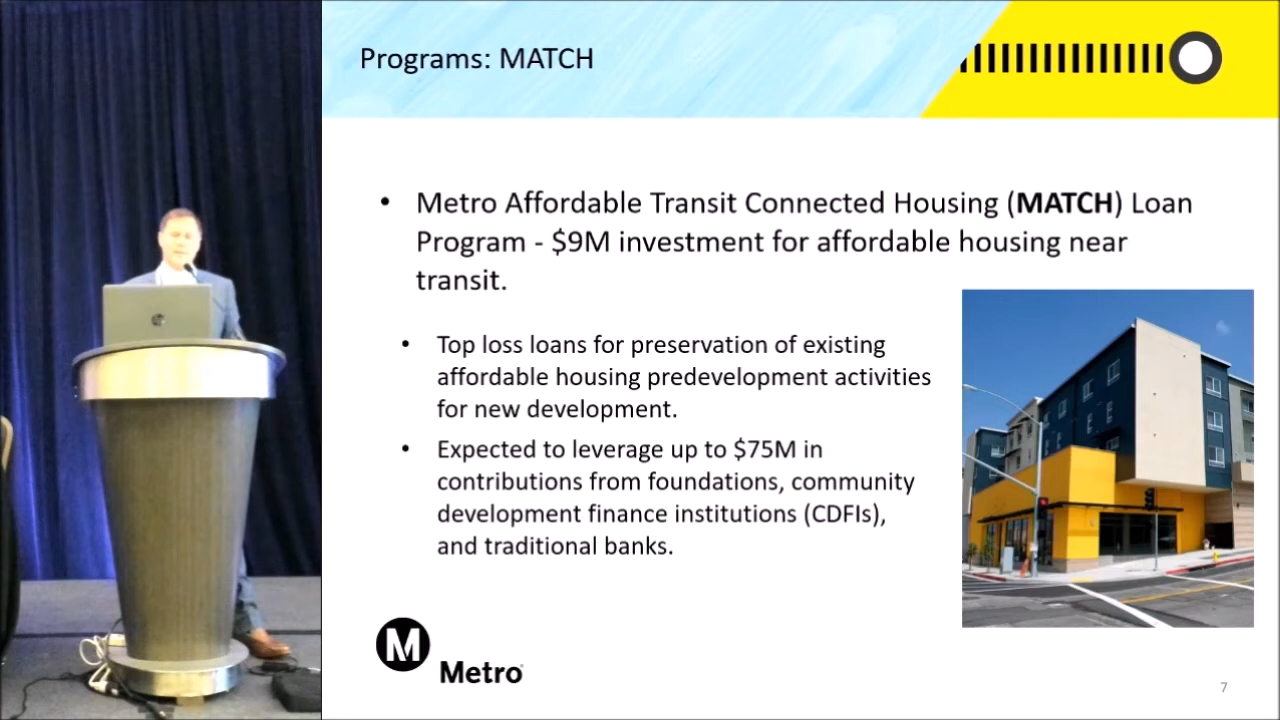 Programs: MATCH
• Metro Affordable Transit Connected Housing (MATCH) Loan
Program - $9M investment for affordable housing near
transit.
• Top loss loans for preservation of existing
affordable housing predevelopment activities
for new development.
• Expected to leverage up to $75M in
contributions from foundations, community
development finance institutions (CDFIs),
and traditional banks.
M
Metro
7